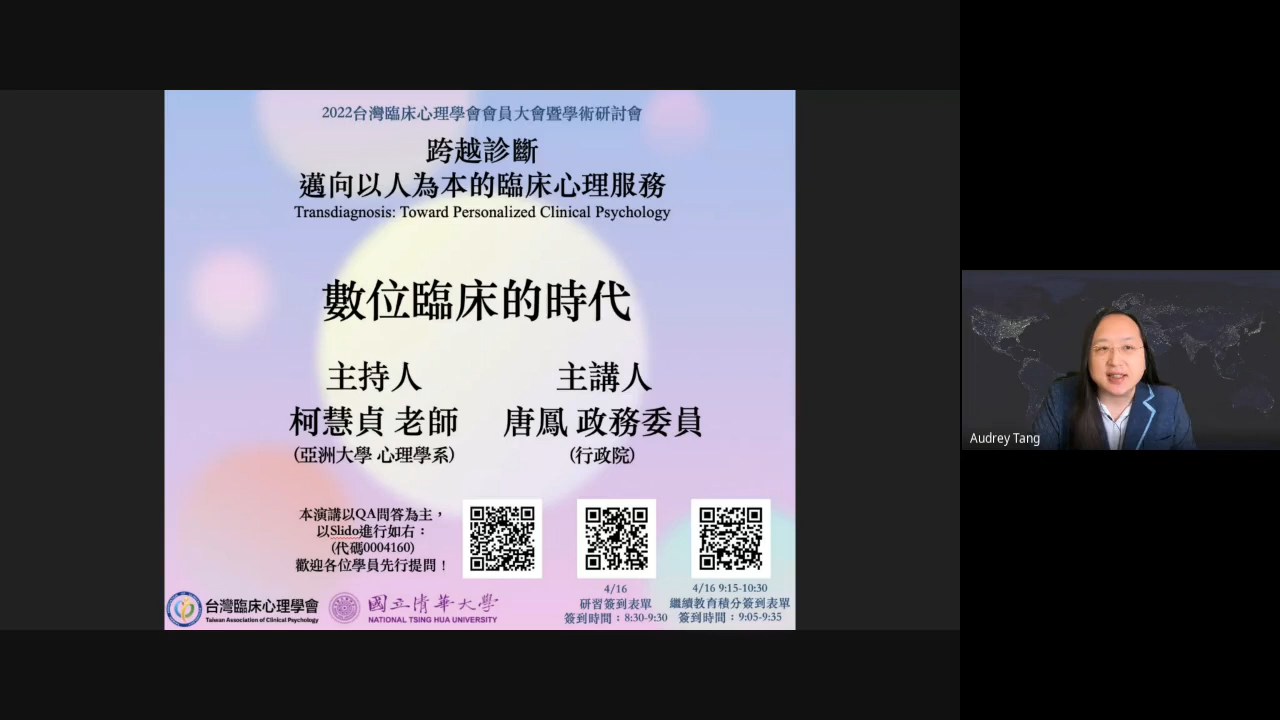 2022台灣臨床心理學會會員大會暨學術研討會
跨越診斷
邁向以人為本的臨床心理服務
Transdiagnosis: Toward Personalized Clinical Psychology
數位臨床的時代
主持人
柯慧貞 老師
(亞洲大學 心理學系)
主講人
唐鳳 政務委員
(行政院)
本演講以QA問答為主，
以Slido進行如右：
(代碼0004160)
歡迎各位學員先行提問！
4/16
研習簽到表單
簽到時間：8:30-9:30
4/16 9:15-10:30
繼續教育積分簽到表單
簽到時間：9:05-9:35
台灣臨床心理學會
Taiwan Association of Clinical Psychology
國立清華大學
NATIONAL TSING HUA UNIVERSITY
Audrey Tang